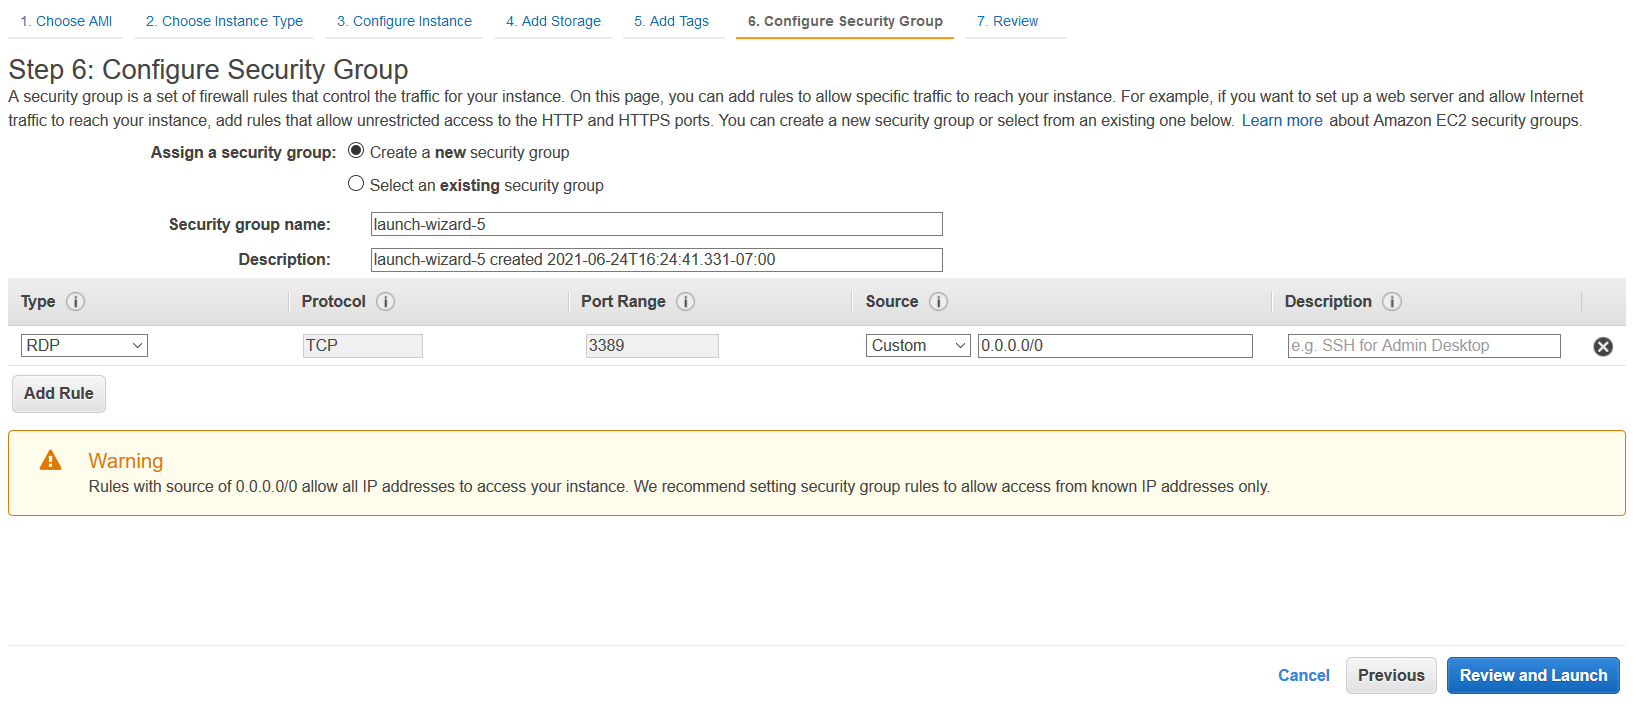 1. Choose AMI 2. Choose Instance Type 3. Configure Instance 4. Add Storage 5. Add Tags 6. Configure Security Group 7. Review
Step 6: Configure Security Group
A security group is a set of firewall rules that control the traffic for your instance. On this page, you can add rules to allow specific traffic to reach your instance. For example, if you want to set up a web server and allow Internet
traffic to reach your instance, add rules that allow unrestricted access to the HTTP and HTTPS ports. You can create a new security group or select from an existing one below. Learn more about Amazon EC2 security groups.
Assign a security group: Create a new security group
Select an existing security group
Security group name: launch-wizard-5
Description: launch-wizard-5 created 2021-06-24T16:24:41.331-07:00
Type i Protocol i Port Range i Source i Description i
RDP TCP 3389 Custom 0.0.0.0/0 e.g. SSH for Admin Desktop
Add Rule
Warning
Rules with source of 0.0.0.0/0 allow all IP addresses to access your instance. We recommend setting security group rules to allow access from known IP addresses only.
Cancel Previous Review and Launch